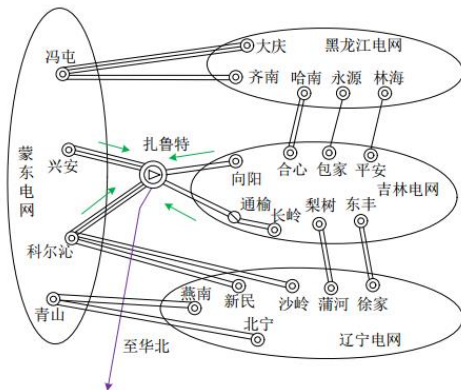 大庆
黑龙江电网
冯屯
齐南
哈南
永源
林海
蒙东电网
兴安
扎鲁特
向阳
合心
包家
平安
吉林电网
通榆
长岭
梨树
东丰
科尔沁
燕南
新民
沙岭
蒲河
徐家
青山
北宁
至华北
辽宁电网